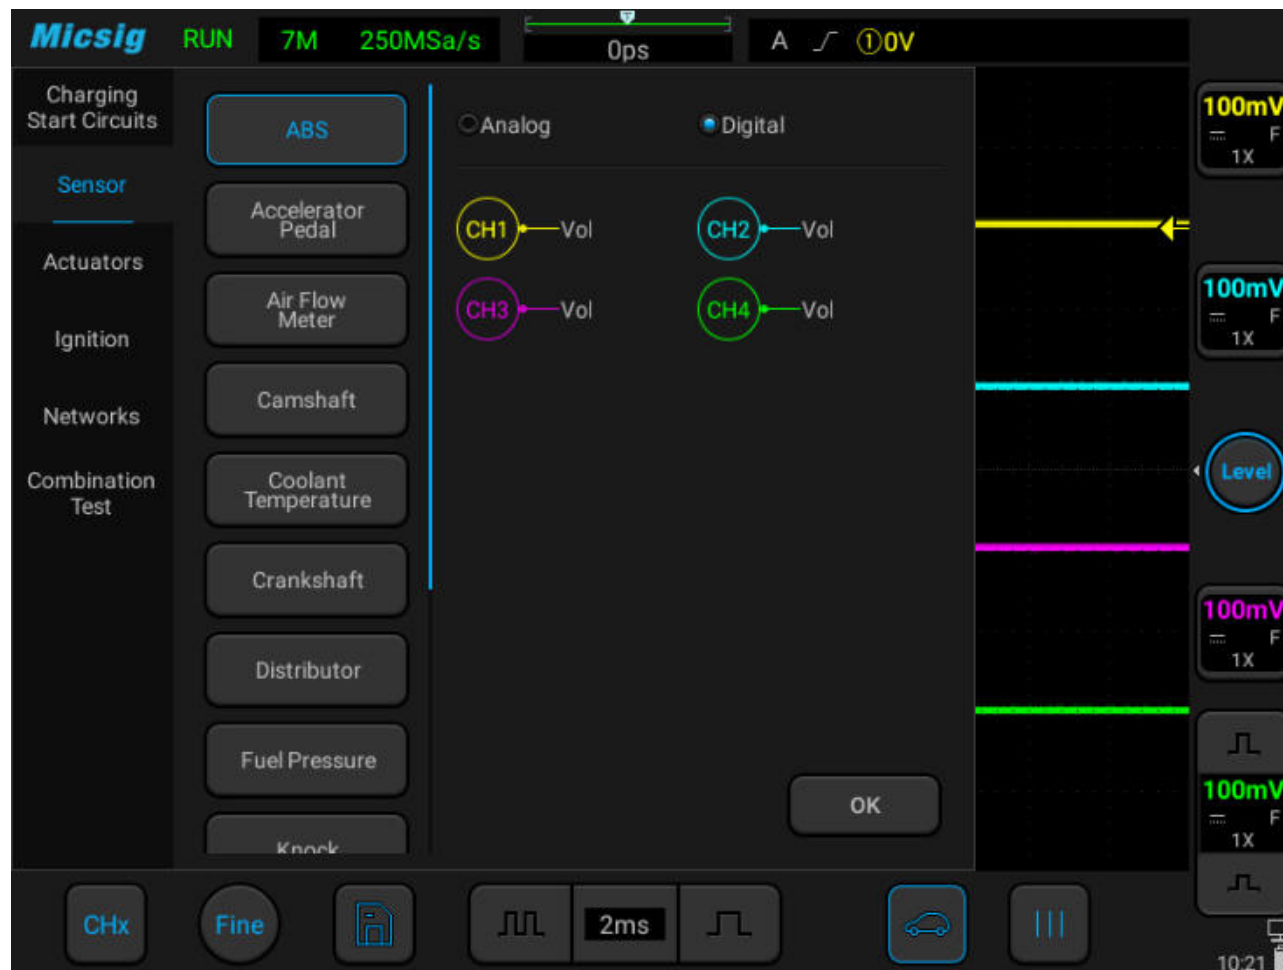 Micsig RUN 7M 250MSa/s T 0ps A ①0V
Charging
Start Circuits
Sensor
Actuators
Ignition
Networks
Combination
Test
ABS
Accelerator
Pedal
Air Flow
Meter
Camshaft
Coolant
Temperature
Crankshaft
Distributor
Fuel Pressure
Knock
Analog Digital
CH1 Vol CH2 Vol
CH3 Vol CH4 Vol
OK
100mV
F
1X
100mV
F
1X
Level
100mV
F
1X
100mV
F
1X
CHx Fine 2ms
10:21